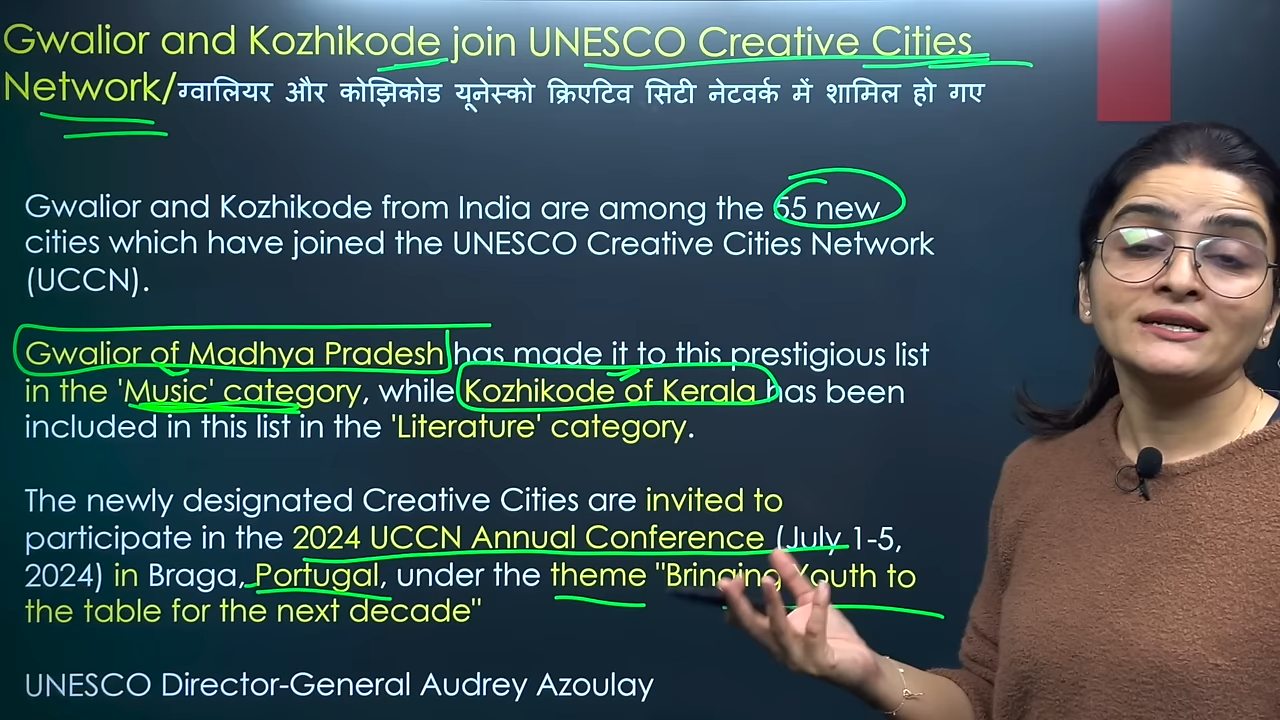 Gwalior and Kozhikode join UNESCO Creative Cities
Network/ग्वालियर और कोझिकोड यूनेस्को क्रिएटिव सिटी नेटवर्क में शामिल हो गए
Gwalior and Kozhikode from India are among the 55 new
cities which have joined the UNESCO Creative Cities Network
(UCCN).
Gwalior of Madhya Pradesh has made it to this prestigious list
in the 'Music' category, while Kozhikode of Kerala has been
included in this list in the 'Literature' category.
The newly designated Creative Cities are invited to
participate in the 2024 UCCN Annual Conference (July 1-5,
2024) in Braga, Portugal, under the theme "Bringing Youth to
the table for the next decade"
UNESCO Director-General Audrey Azoulay